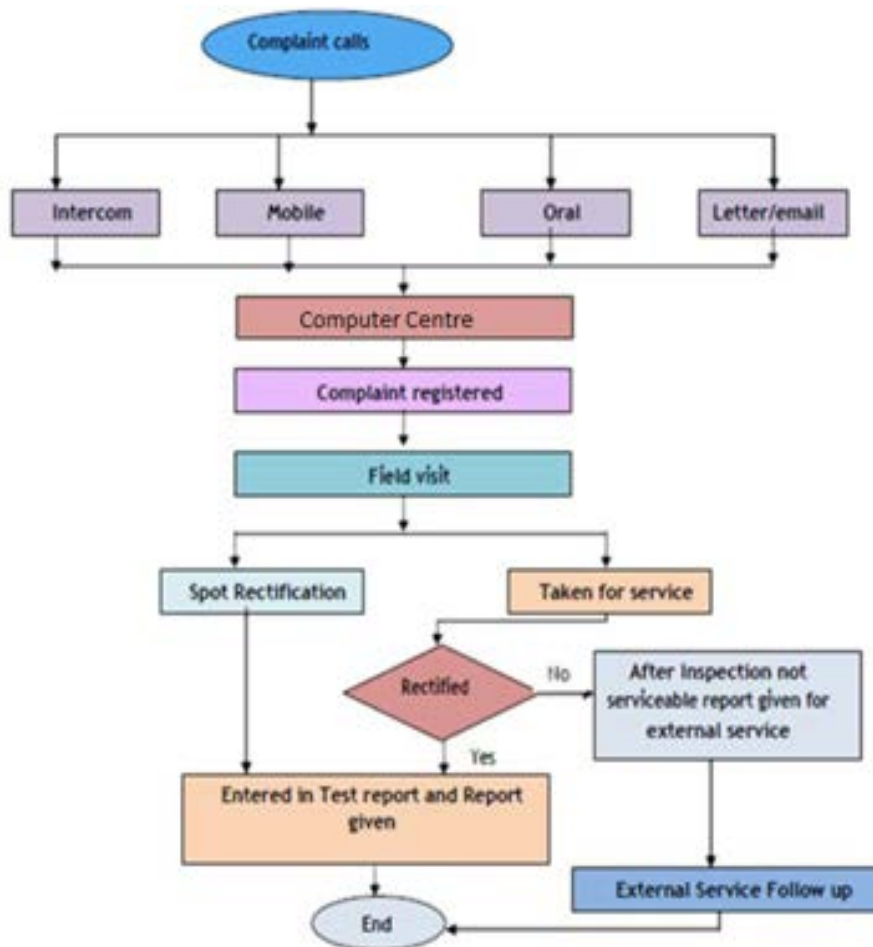 Complaint calls
Intercom
Mobile
Oral
Letter/email
Computer Centre
Complaint registered
Field visit
Spot Rectification
Taken for service
Rectified
No
After Inspection not
serviceable report given for
external service
Yes
Entered in Test report and Report
given
External Service Follow up
End